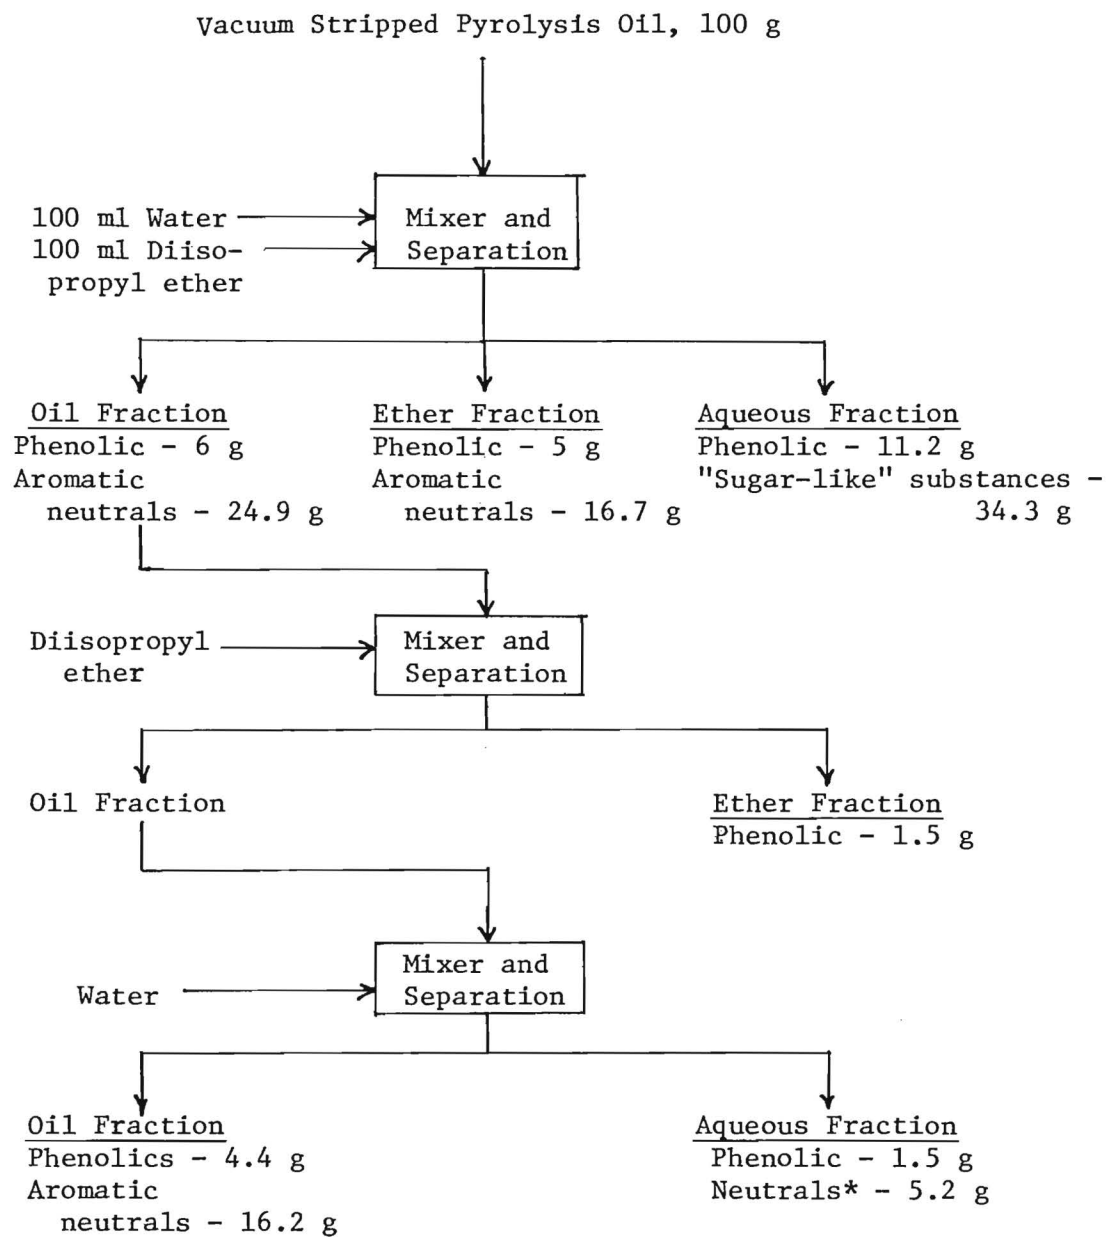 Vacuum Stripped Pyrolysis Oil, 100 g
100 ml Water
100 ml Diiso-
propyl ether
Mixer and
Separation
Oil Fraction
Phenolic - 6 g
Aromatic
neutrals - 24.9 g
Ether Fraction
Phenolic - 5 g
Aromatic
neutrals - 16.7 g
Aqueous Fraction
Phenolic - 11.2 g
"Sugar-like" substances -
34.3 g
Diisopropyl
ether
Mixer and
Separation
Oil Fraction
Ether Fraction
Phenolic - 1.5 g
Water
Mixer and
Separation
Oil Fraction
Phenolics - 4.4 g
Aromatic
neutrals - 16.2 g
Aqueous Fraction
Phenolic - 1.5 g
Neutrals* - 5.2 g